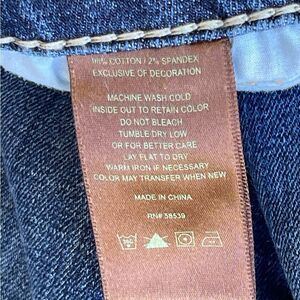 98% COTTON / 2% SPANDEX
EXCLUSIVE OF DECORATION
MACHINE WASH COLD
INSIDE OUT TO RETAIN COLOR
DO NOT BLEACH
TUMBLE DRY LOW
OR FOR BETTER CARE
LAY FLAT TO DRY
WARM IRON IF NECESSARY
COLOR MAY TRANSFER WHEN NEW
MADE IN CHINA
RN# 58539